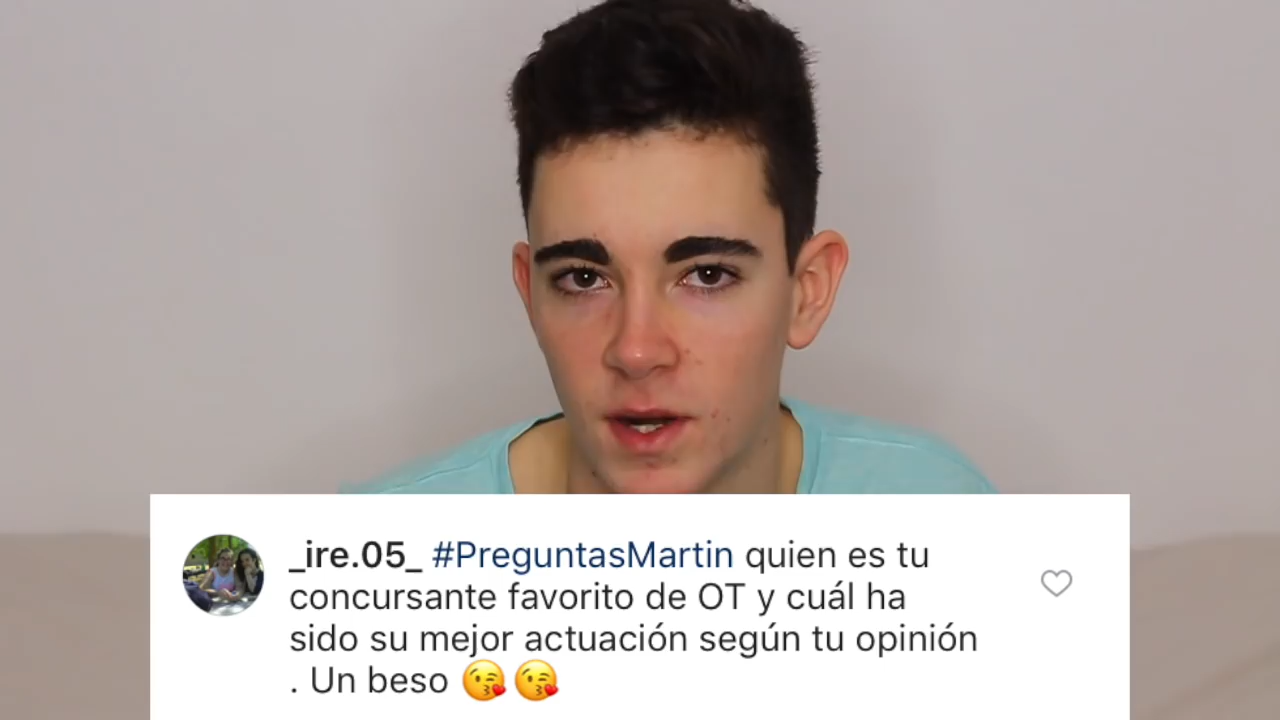 _ire.05_ #PreguntasMartin quien es tu
concursante favorito de OT y cuál ha
sido su mejor actuación según tu opinión
. Un beso 😘😘